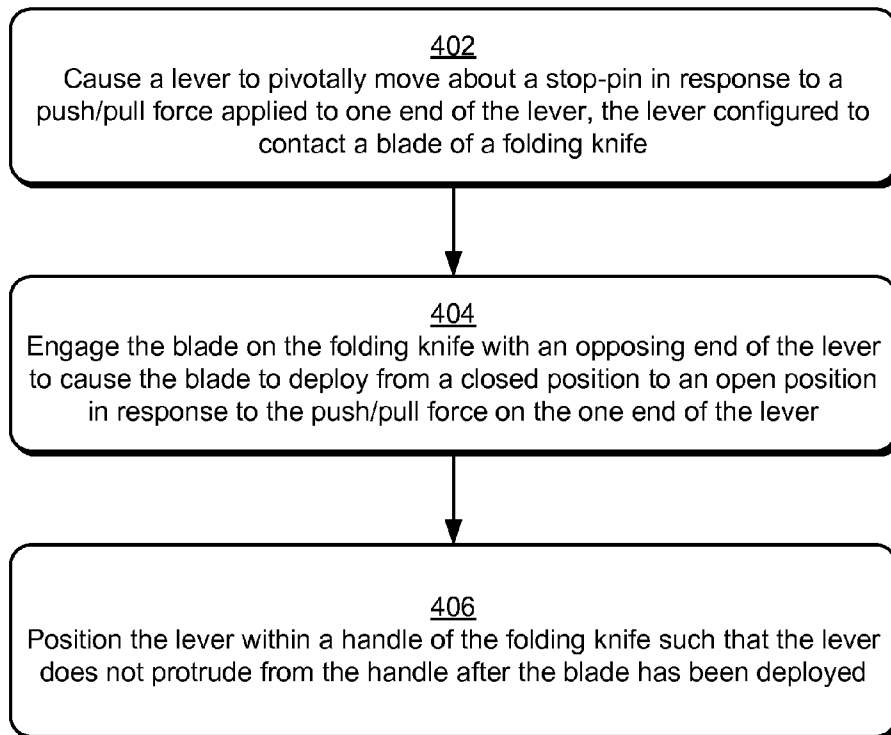 402
Cause a lever to pivotally move about a stop-pin in response to a
push/pull force applied to one end of the lever, the lever configured to
contact a blade of a folding knife
404
Engage the blade on the folding knife with an opposing end of the lever
to cause the blade to deploy from a closed position to an open position
in response to the push/pull force on the one end of the lever
406
Position the lever within a handle of the folding knife such that the lever
does not protrude from the handle after the blade has been deployed